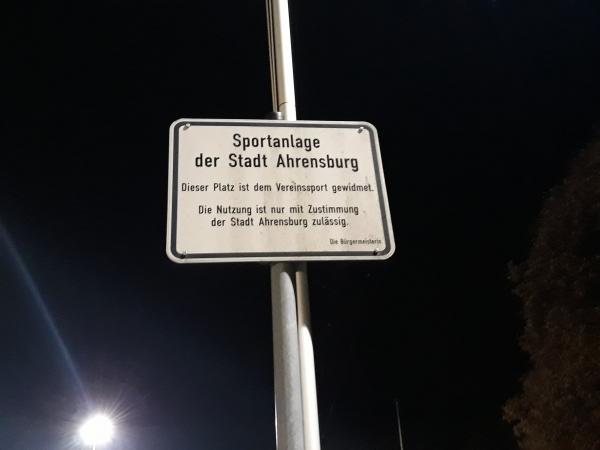 Sportanlage
der Stadt Ahrensburg
Dieser Platz ist dem Vereinssport gewidmet.
Die Nutzung ist nur mit Zustimmung
der Stadt Ahrensburg zulässig.
Die Bürgermeisterin